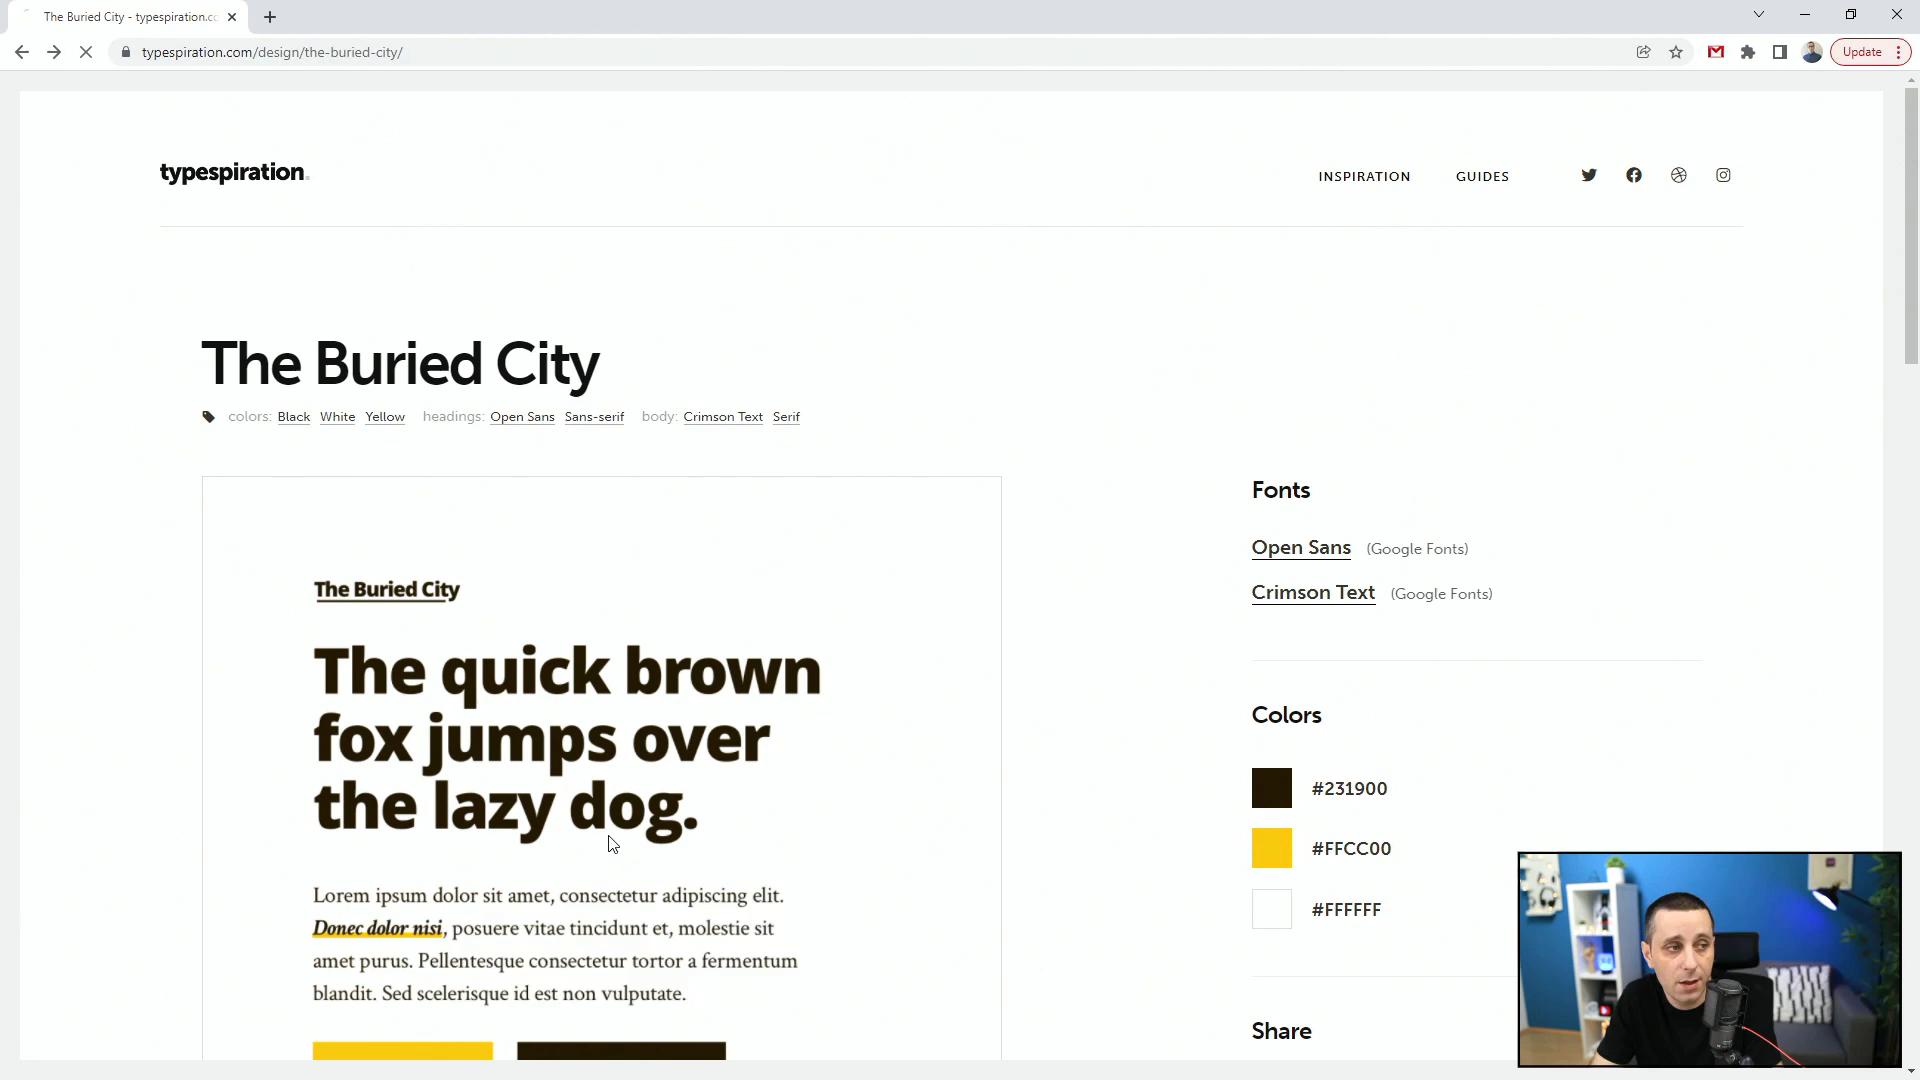 The Buried City - typespiration.co
typespiration.com/design/the-buried-city/
Update
typespiration.
INSPIRATION GUIDES
The Buried City
colors: Black White Yellow headings: Open Sans Sans-serif body: Crimson Text Serif
The Buried City
The quick brown
fox jumps over
the lazy dog.
Lorem ipsum dolor sit amet, consectetur adipiscing elit.
Donec dolor nisi, posuere vitae tincidunt et, molestie sit
amet purus. Pellentesque consectetur tortor a fermentum
blandit. Sed scelerisque id est non vulputate.
Fonts
Open Sans (Google Fonts)
Crimson Text (Google Fonts)
Colors
#231900
#FFCC00
#FFFFFF
Share